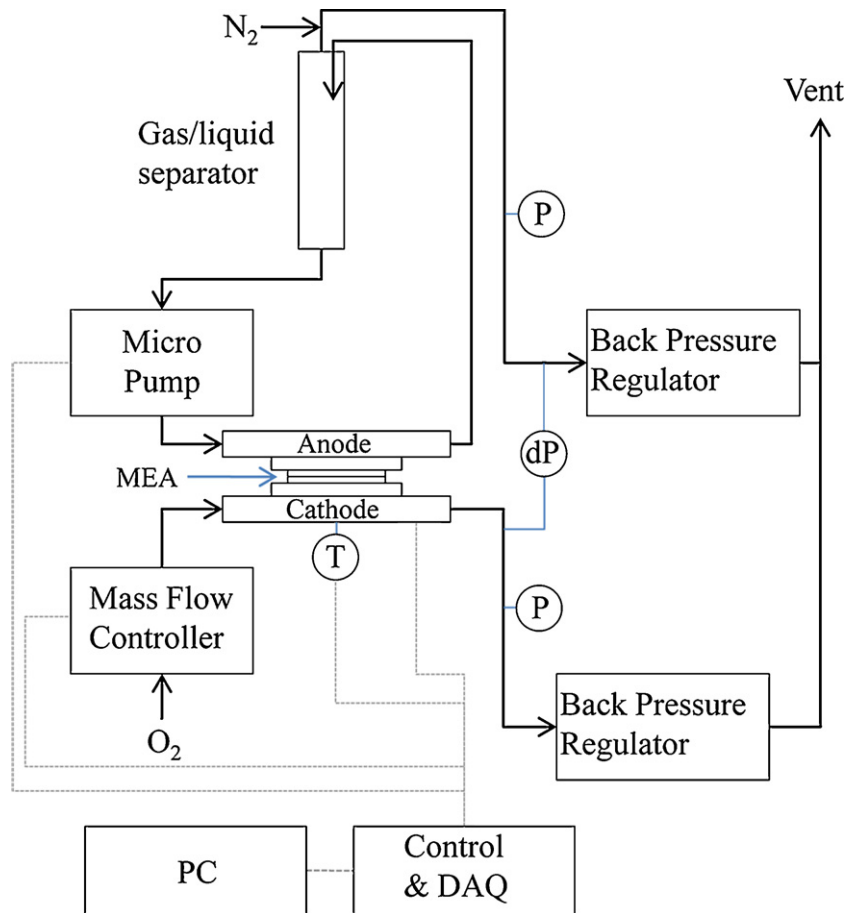 N2
Vent
Gas/liquid
separator
P
Micro
Pump
Back Pressure
Regulator
Anode
dP
MEA
Cathode
T
Mass Flow
Controller
P
Back Pressure
Regulator
O2
PC
Control
& DAQ